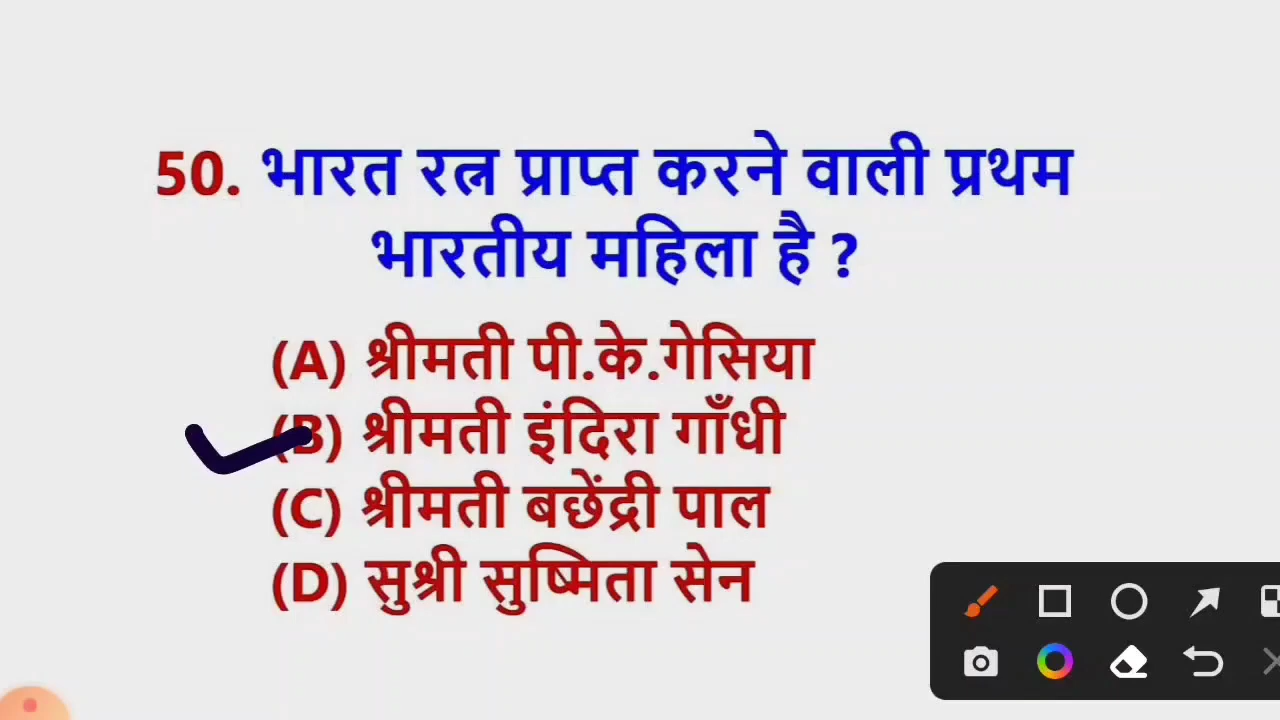 50. भारत रत्न प्राप्त करने वाली प्रथम
भारतीय महिला है ?
(A) श्रीमती पी.के.गेसिया
(B) श्रीमती इंदिरा गाँधी
(C) श्रीमती बछेंद्री पाल
(D) सुश्री सुष्मिता सेन